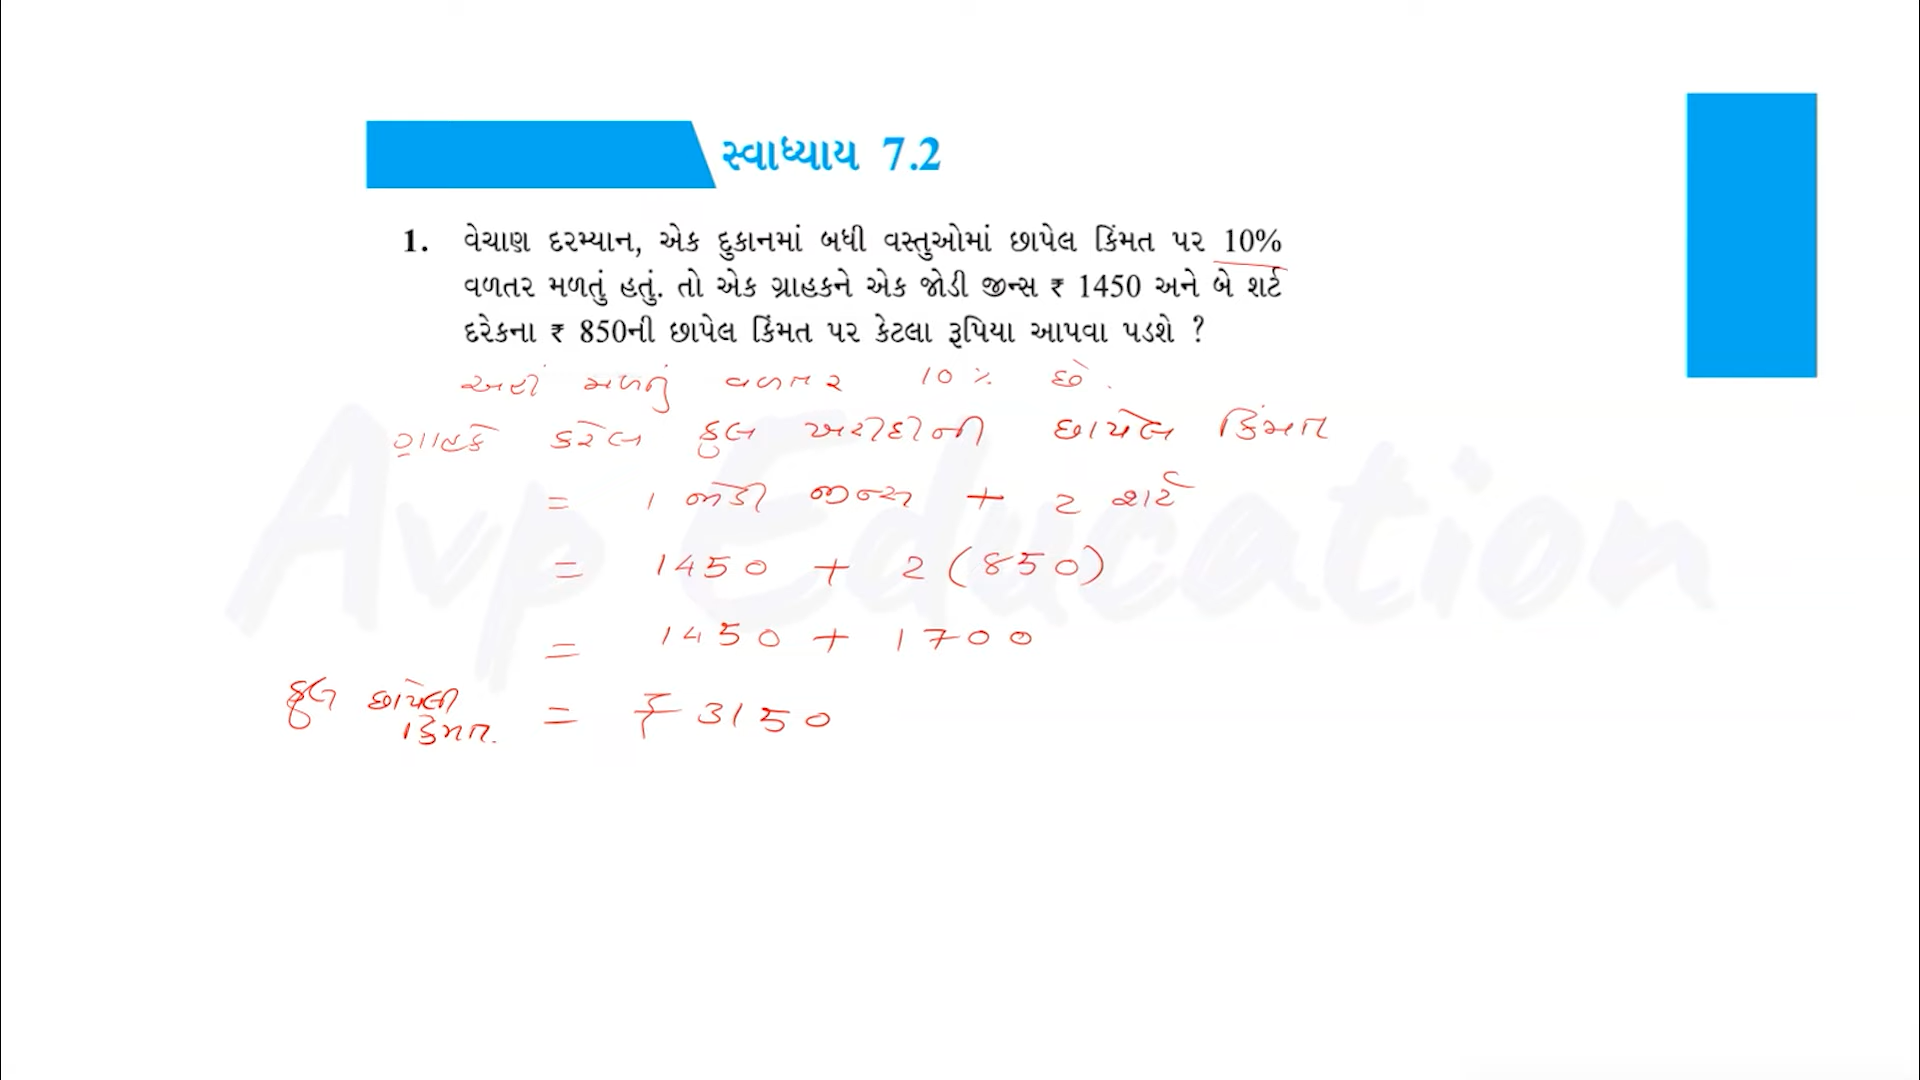 સ્વાધ્યાય 7.2
1. વેચાણ દરમ્યાન, એક દુકાનમાં બધી વસ્તુઓમાં છાપેલ કિંમત પર 10%
વળતર મળતું હતું. તો એક ગ્રાહકને એક જોડી જીન્સ ₹ 1450 અને બે શર્ટ
દરેકના ₹ 850ની છાપેલ કિંમત પર કેટલા રૂપિયા આપવા પડશે ?
અહીં મળતું વળતર 10 % છે.
ગ્રાહકે કરેલ કુલ ખરીદીની છાપેલ કિંમત
= 1 જોડી જીન્સ + 2 શર્ટ
= 1450 + 2 (850)
= 1450 + 1700
કુલ છાપેલી કિંમત. = ₹ 3150
Avp Education